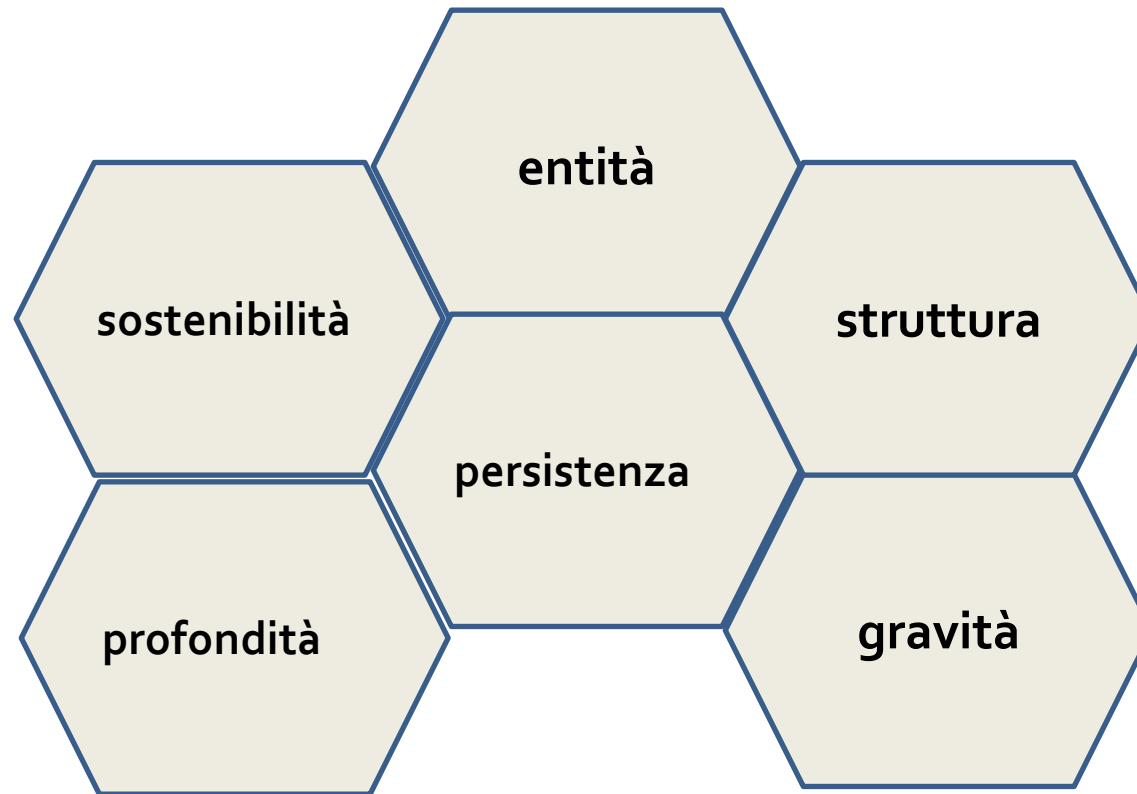 entità
sostenibilità
struttura
persistenza
profondità
gravità